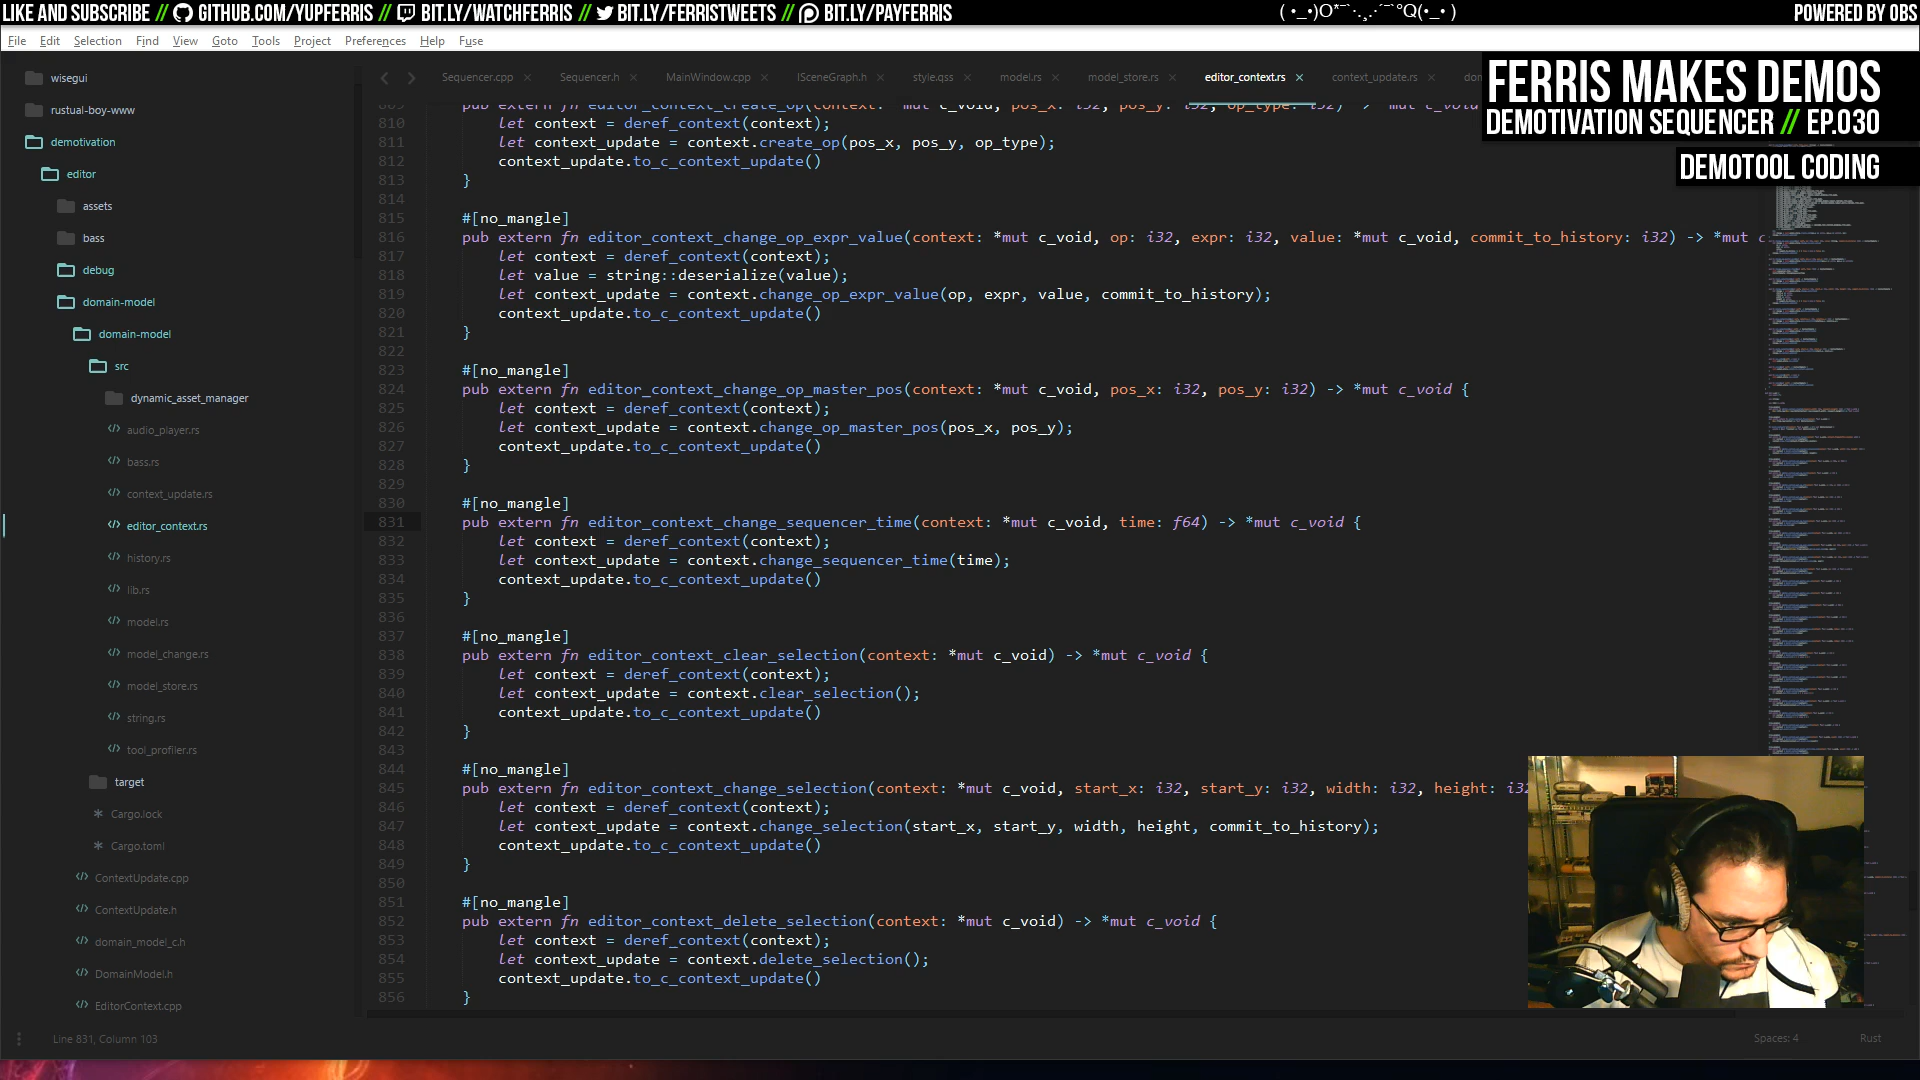 LIKE AND SUBSCRIBE // GITHUB.COM/YUPFERRIS // BIT.LY/WATCHFERRIS // BIT.LY/FERRISTWEETS // BIT.LY/PAYFERRIS
POWERED BY OBS
File Edit Selection Find View Goto Tools Project Preferences Help Fuse
FERRIS MAKES DEMOS
DEMOTIVATION SEQUENCER // EP.030
DEMOTOOL CODING
wisegui
rustual-boy-www
demotivation
editor
assets
bass
debug
domain-model
domain-model
src
dynamic_asset_manager
audio_player.rs
bass.rs
context_update.rs
editor_context.rs
history.rs
lib.rs
model.rs
model_change.rs
model_store.rs
string.rs
tool_profiler.rs
target
Cargo.lock
Cargo.toml
ContextUpdate.cpp
ContextUpdate.h
domain_model_c.h
DomainModel.h
EditorContext.cpp
Sequencer.cpp Sequencer.h MainWindow.cpp ISceneGraph.h style.qss model.rs model_store.rs editor_context.rs context_update.rs
809 pub extern fn editor_context_create_op(context: *mut c_void, pos_x: i32, pos_y: i32, op_type: i32) -> *mut c_void
810 let context = deref_context(context);
811 let context_update = context.create_op(pos_x, pos_y, op_type);
812 context_update.to_c_context_update()
813 }
814
815 #[no_mangle]
816 pub extern fn editor_context_change_op_expr_value(context: *mut c_void, op: i32, expr: i32, value: *mut c_void, commit_to_history: i32) -> *mut c
817 let context = deref_context(context);
818 let value = string::deserialize(value);
819 let context_update = context.change_op_expr_value(op, expr, value, commit_to_history);
820 context_update.to_c_context_update()
821 }
822
823 #[no_mangle]
824 pub extern fn editor_context_change_op_master_pos(context: *mut c_void, pos_x: i32, pos_y: i32) -> *mut c_void {
825 let context = deref_context(context);
826 let context_update = context.change_op_master_pos(pos_x, pos_y);
827 context_update.to_c_context_update()
828 }
829
830 #[no_mangle]
831 pub extern fn editor_context_change_sequencer_time(context: *mut c_void, time: f64) -> *mut c_void {
832 let context = deref_context(context);
833 let context_update = context.change_sequencer_time(time);
834 context_update.to_c_context_update()
835 }
836
837 #[no_mangle]
838 pub extern fn editor_context_clear_selection(context: *mut c_void) -> *mut c_void {
839 let context = deref_context(context);
840 let context_update = context.clear_selection();
841 context_update.to_c_context_update()
842 }
843
844 #[no_mangle]
845 pub extern fn editor_context_change_selection(context: *mut c_void, start_x: i32, start_y: i32, width: i32, height: i32
846 let context = deref_context(context);
847 let context_update = context.change_selection(start_x, start_y, width, height, commit_to_history);
848 context_update.to_c_context_update()
849 }
850
851 #[no_mangle]
852 pub extern fn editor_context_delete_selection(context: *mut c_void) -> *mut c_void {
853 let context = deref_context(context);
854 let context_update = context.delete_selection();
855 context_update.to_c_context_update()
856 }
Line 831, Column 103
Spaces: 4
Rust